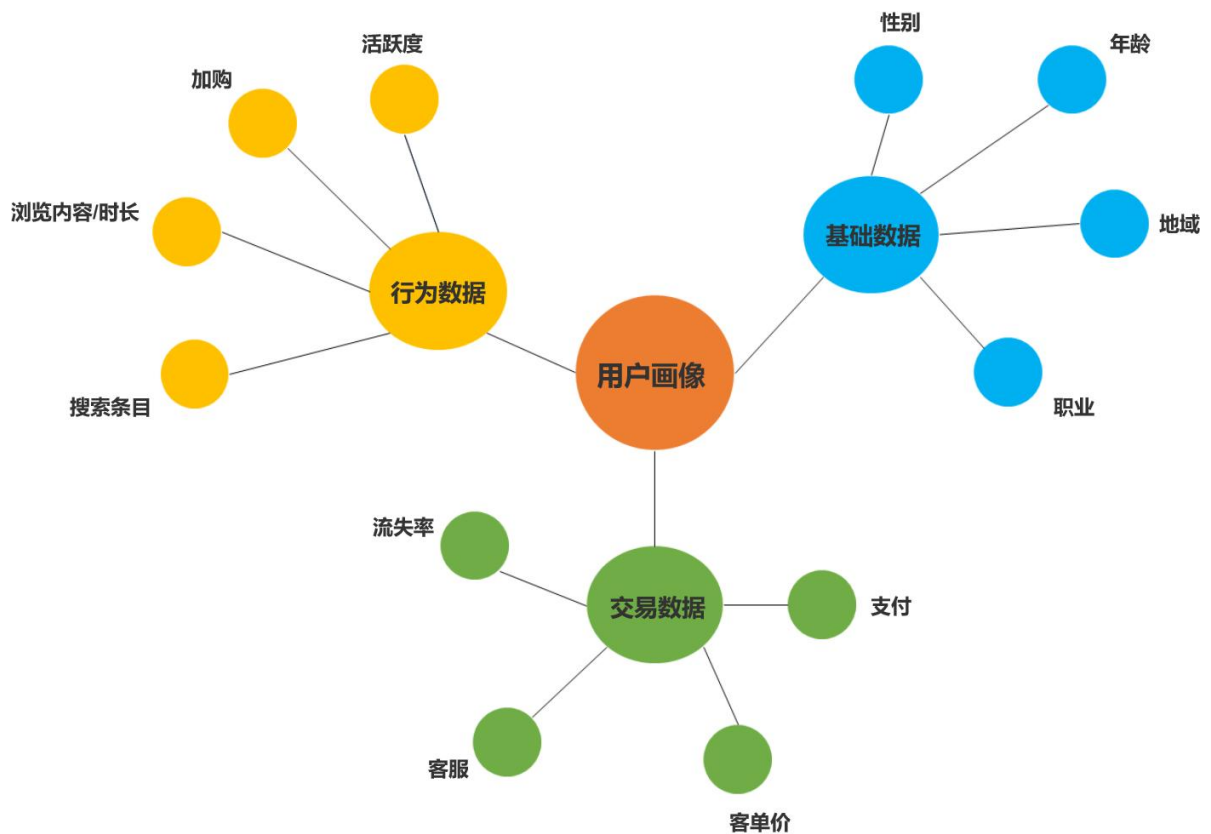 性别
年龄
活跃度
加购
浏览内容/时长
地域
基础数据
行为数据
用户画像
搜索条目
职业
流失率
交易数据
支付
客服
客单价